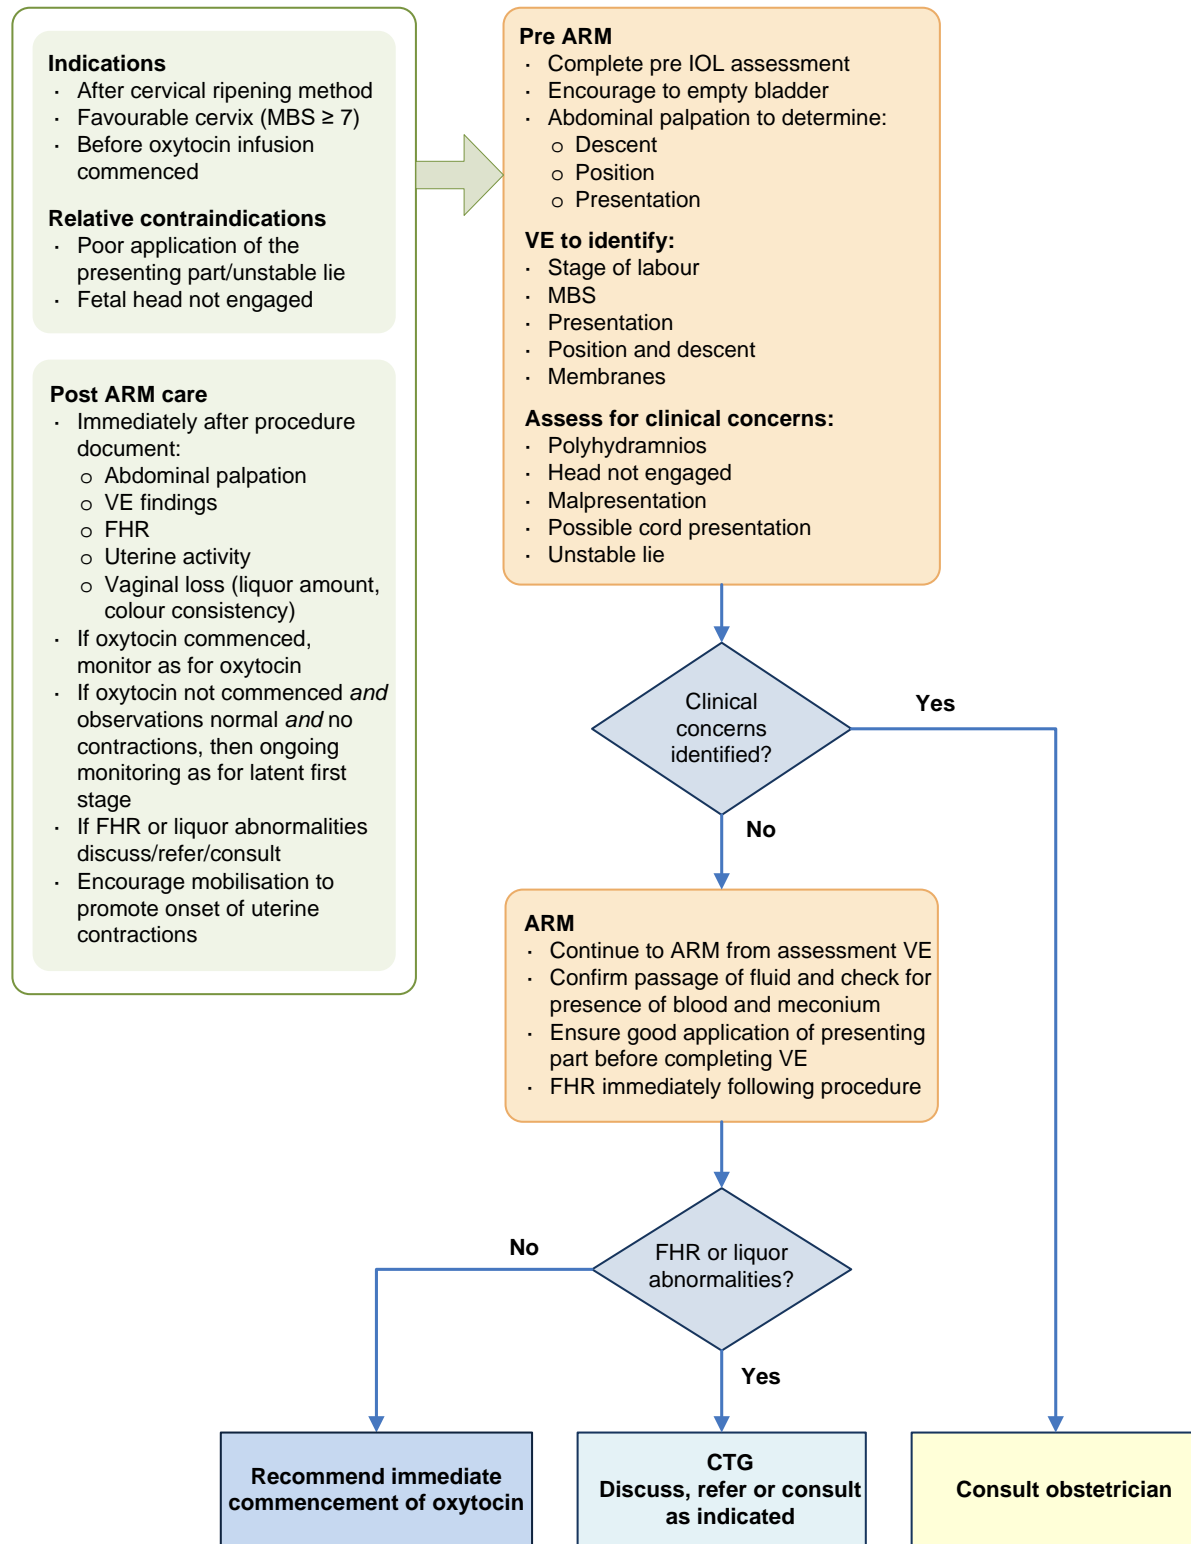 Indications
· After cervical ripening method
· Favourable cervix (MBS ≥ 7)
· Before oxytocin infusion
commenced
Relative contraindications
· Poor application of the
presenting part/unstable lie
· Fetal head not engaged
Post ARM care
· Immediately after procedure
document:
o Abdominal palpation
o VE findings
o FHR
o Uterine activity
o Vaginal loss (liquor amount,
colour consistency)
· If oxytocin commenced,
monitor as for oxytocin
· If oxytocin not commenced and
observations normal and no
contractions, then ongoing
monitoring as for latent first
stage
· If FHR or liquor abnormalities
discuss/refer/consult
· Encourage mobilisation to
promote onset of uterine
contractions
Pre ARM
· Complete pre IOL assessment
· Encourage to empty bladder
· Abdominal palpation to determine:
o Descent
o Position
o Presentation
VE to identify:
· Stage of labour
· MBS
· Presentation
· Position and descent
· Membranes
Assess for clinical concerns:
· Polyhydramnios
· Head not engaged
· Malpresentation
· Possible cord presentation
· Unstable lie
Clinical
concerns
identified?
Yes
No
ARM
· Continue to ARM from assessment VE
· Confirm passage of fluid and check for
presence of blood and meconium
· Ensure good application of presenting
part before completing VE
· FHR immediately following procedure
FHR or liquor
abnormalities?
No
Yes
Recommend immediate
commencement of oxytocin
CTG
Discuss, refer or consult
as indicated
Consult obstetrician